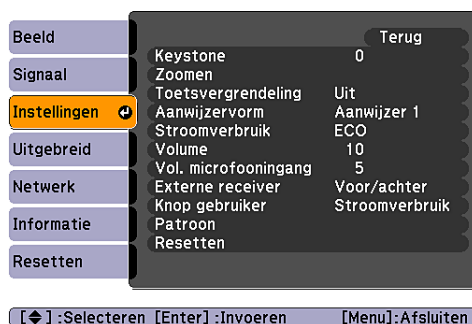 Beeld
Signaal
Instellingen
Uitgebreid
Netwerk
Informatie
Resetten
Terug
Keystone 0
Zoomen
Toetsvergrendeling Uit
Aanwijzervorm Aanwijzer 1
Stroomverbruik ECO
Volume 10
Vol. microfooningang 5
Externe receiver Voor/achter
Knop gebruiker Stroomverbruik
Patroon
Resetten
[◆] :Selecteren [Enter] :Invoeren [Menu]:Afsluiten